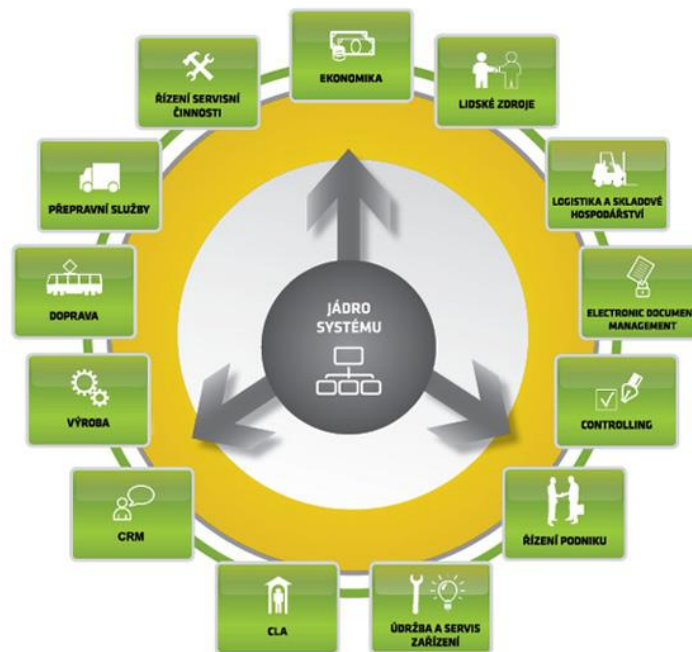 EKONOMIKA
LIDSKÉ ZDROJE
LOGISTIKA A SKLADOVÉ
HOSPODÁŘSTVÍ
ELECTRONIC DOCUMEN
MANAGEMENT
CONTROLLING
ŘÍZENÍ PODNIKU
ÚDRŽBA A SERVIS
ZAŘÍZENÍ
CLA
CRM
VÝROBA
DOPRAVA
PŘEPRAVNÍ SLUŽBY
ŘÍZENÍ SERVISNÍ
ČINNOSTI
JÁDRO
SYSTÉMU